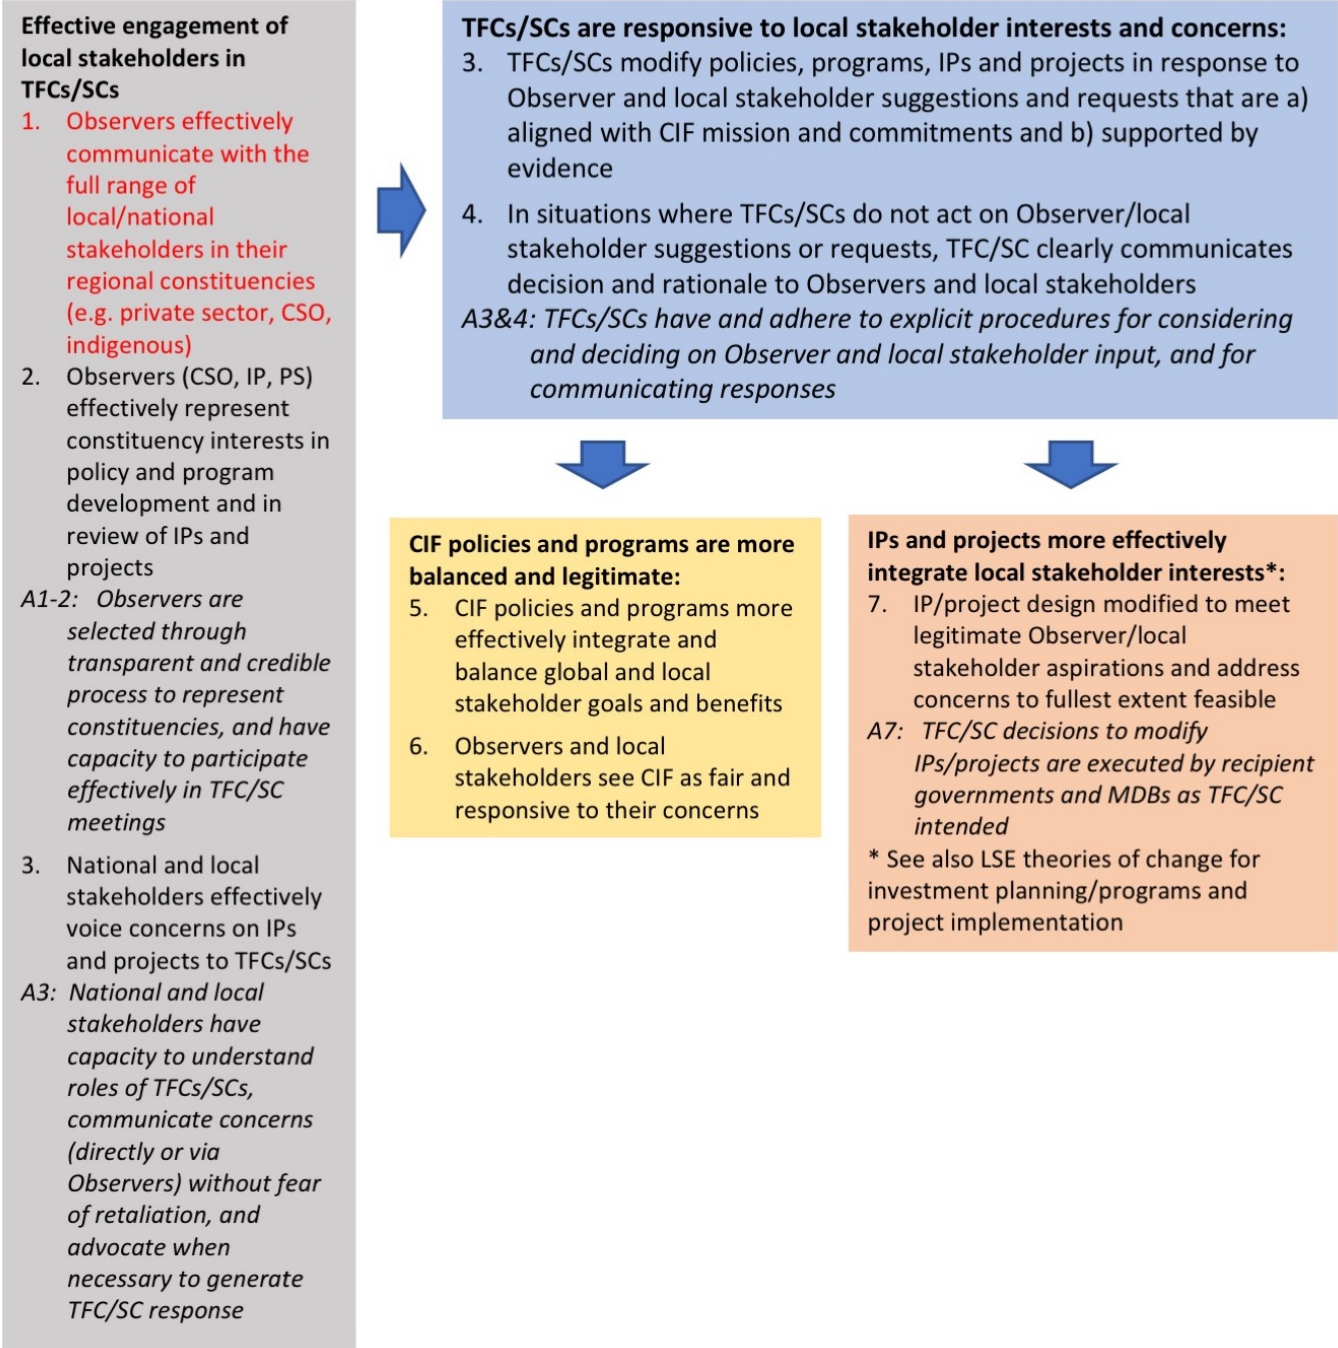 Effective engagement of
local stakeholders in
TFCs/SCs
1. Observers effectively
communicate with the
full range of
local/national
stakeholders in their
regional constituencies
(e.g. private sector, CSO,
indigenous)
2. Observers (CSO, IP, PS)
effectively represent
constituency interests in
policy and program
development and in
review of IPs and
projects
A1-2: Observers are
selected through
transparent and credible
process to represent
constituencies, and have
capacity to participate
effectively in TFC/SC
meetings
3. National and local
stakeholders effectively
voice concerns on IPs
and projects to TFCs/SCs
A3: National and local
stakeholders have
capacity to understand
roles of TFCs/SCs,
communicate concerns
(directly or via
Observers) without fear
of retaliation, and
advocate when
necessary to generate
TFC/SC response
TFCs/SCs are responsive to local stakeholder interests and concerns:
3. TFCs/SCs modify policies, programs, IPs and projects in response to
Observer and local stakeholder suggestions and requests that are a)
aligned with CIF mission and commitments and b) supported by
evidence
4. In situations where TFCs/SCs do not act on Observer/local
stakeholder suggestions or requests, TFC/SC clearly communicates
decision and rationale to Observers and local stakeholders
A3&4: TFCs/SCs have and adhere to explicit procedures for considering
and deciding on Observer and local stakeholder input, and for
communicating responses
CIF policies and programs are more
balanced and legitimate:
5. CIF policies and programs more
effectively integrate and
balance global and local
stakeholder goals and benefits
6. Observers and local
stakeholders see CIF as fair and
responsive to their concerns
IPs and projects more effectively
integrate local stakeholder interests*:
7. IP/project design modified to meet
legitimate Observer/local
stakeholder aspirations and address
concerns to fullest extent feasible
A7: TFC/SC decisions to modify
IPs/projects are executed by recipient
governments and MDBs as TFC/SC
intended
* See also LSE theories of change for
investment planning/programs and
project implementation